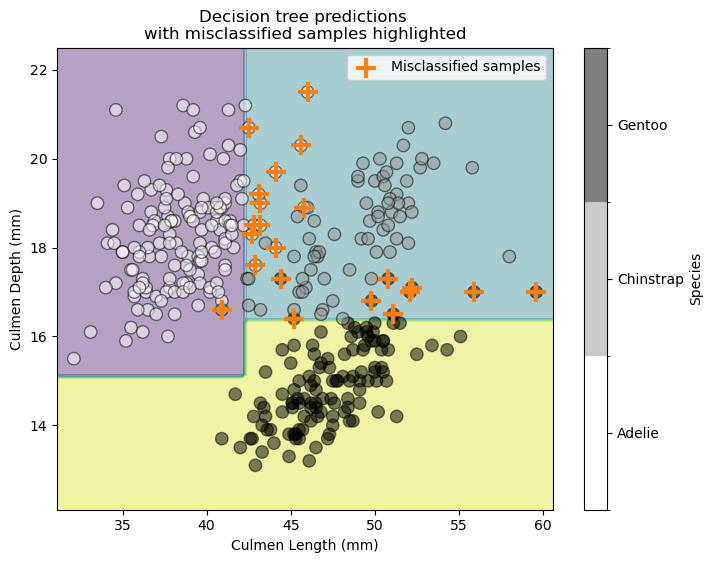 Decision tree predictions
with misclassified samples highlighted
Misclassified samples
22
20
18
16
14
Culmen Depth (mm)
35
40
45
50
55
60
Culmen Length (mm)
Gentoo
Chinstrap
Adelie
Species